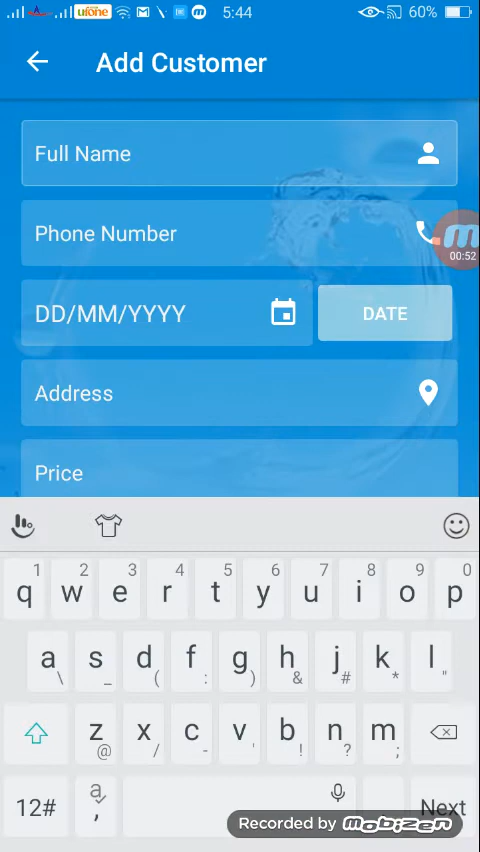 ufone 5:44 60%
Add Customer
Full Name
Phone Number
00:52
DD/MM/YYYY DATE
Address
Price
1 2 3 4 5 6 7 8 9 0
q w e r t y u i o p
a s d f g h j k l
\ _ ( : ) & # * "
z x c v b n m
@ / - ' ! ? ;
12# a , Next
Recorded by mobizen